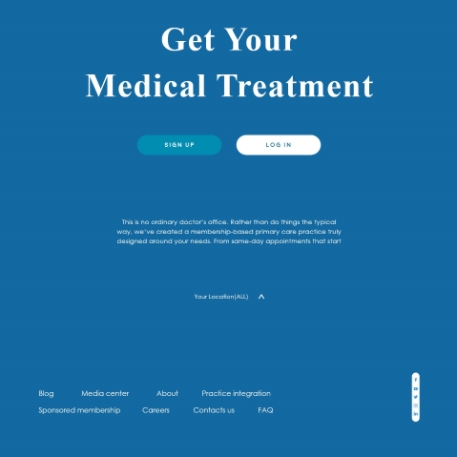 Get Your
Medical Treatment
SIGN UP LOG IN
This is no ordinary doctor's office. Rather than do things the typical
way, we've created a membership-based primary care practice truly
designed around your needs. From same-day appointments that start
Your Location(ALL)
Blog Media center About Practice integration
Sponsored membership Careers Contacts us FAQ